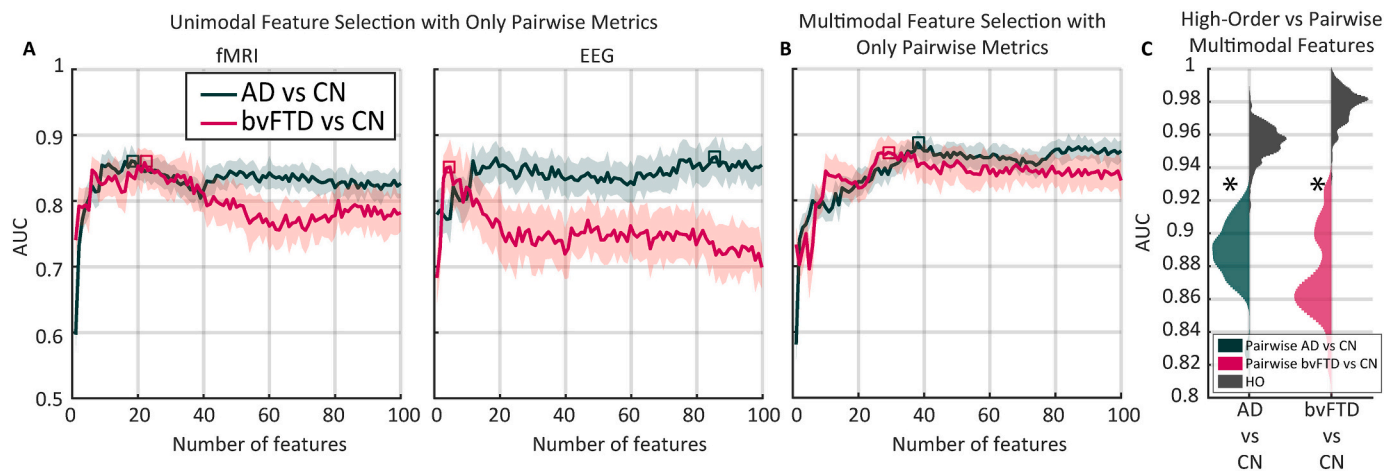 Unimodal Feature Selection with Only Pairwise Metrics
A
fMRI
EEG
AD vs CN
bvFTD vs CN
AUC
1
0.9
0.8
0.7
0.6
0.5
0
20
40
60
80
100
Number of features
0
20
40
60
80
100
Number of features
Multimodal Feature Selection with
Only Pairwise Metrics
B
0
20
40
60
80
100
Number of features
High-Order vs Pairwise
Multimodal Features
C
AUC
1
0.98
0.96
0.94
0.93
0.92
0.9
0.88
0.86
0.84
0.82
0.8
*
*
Pairwise AD vs CN
Pairwise bvFTD vs CN
HO
AD
vs
CN
bvFTD
vs
CN